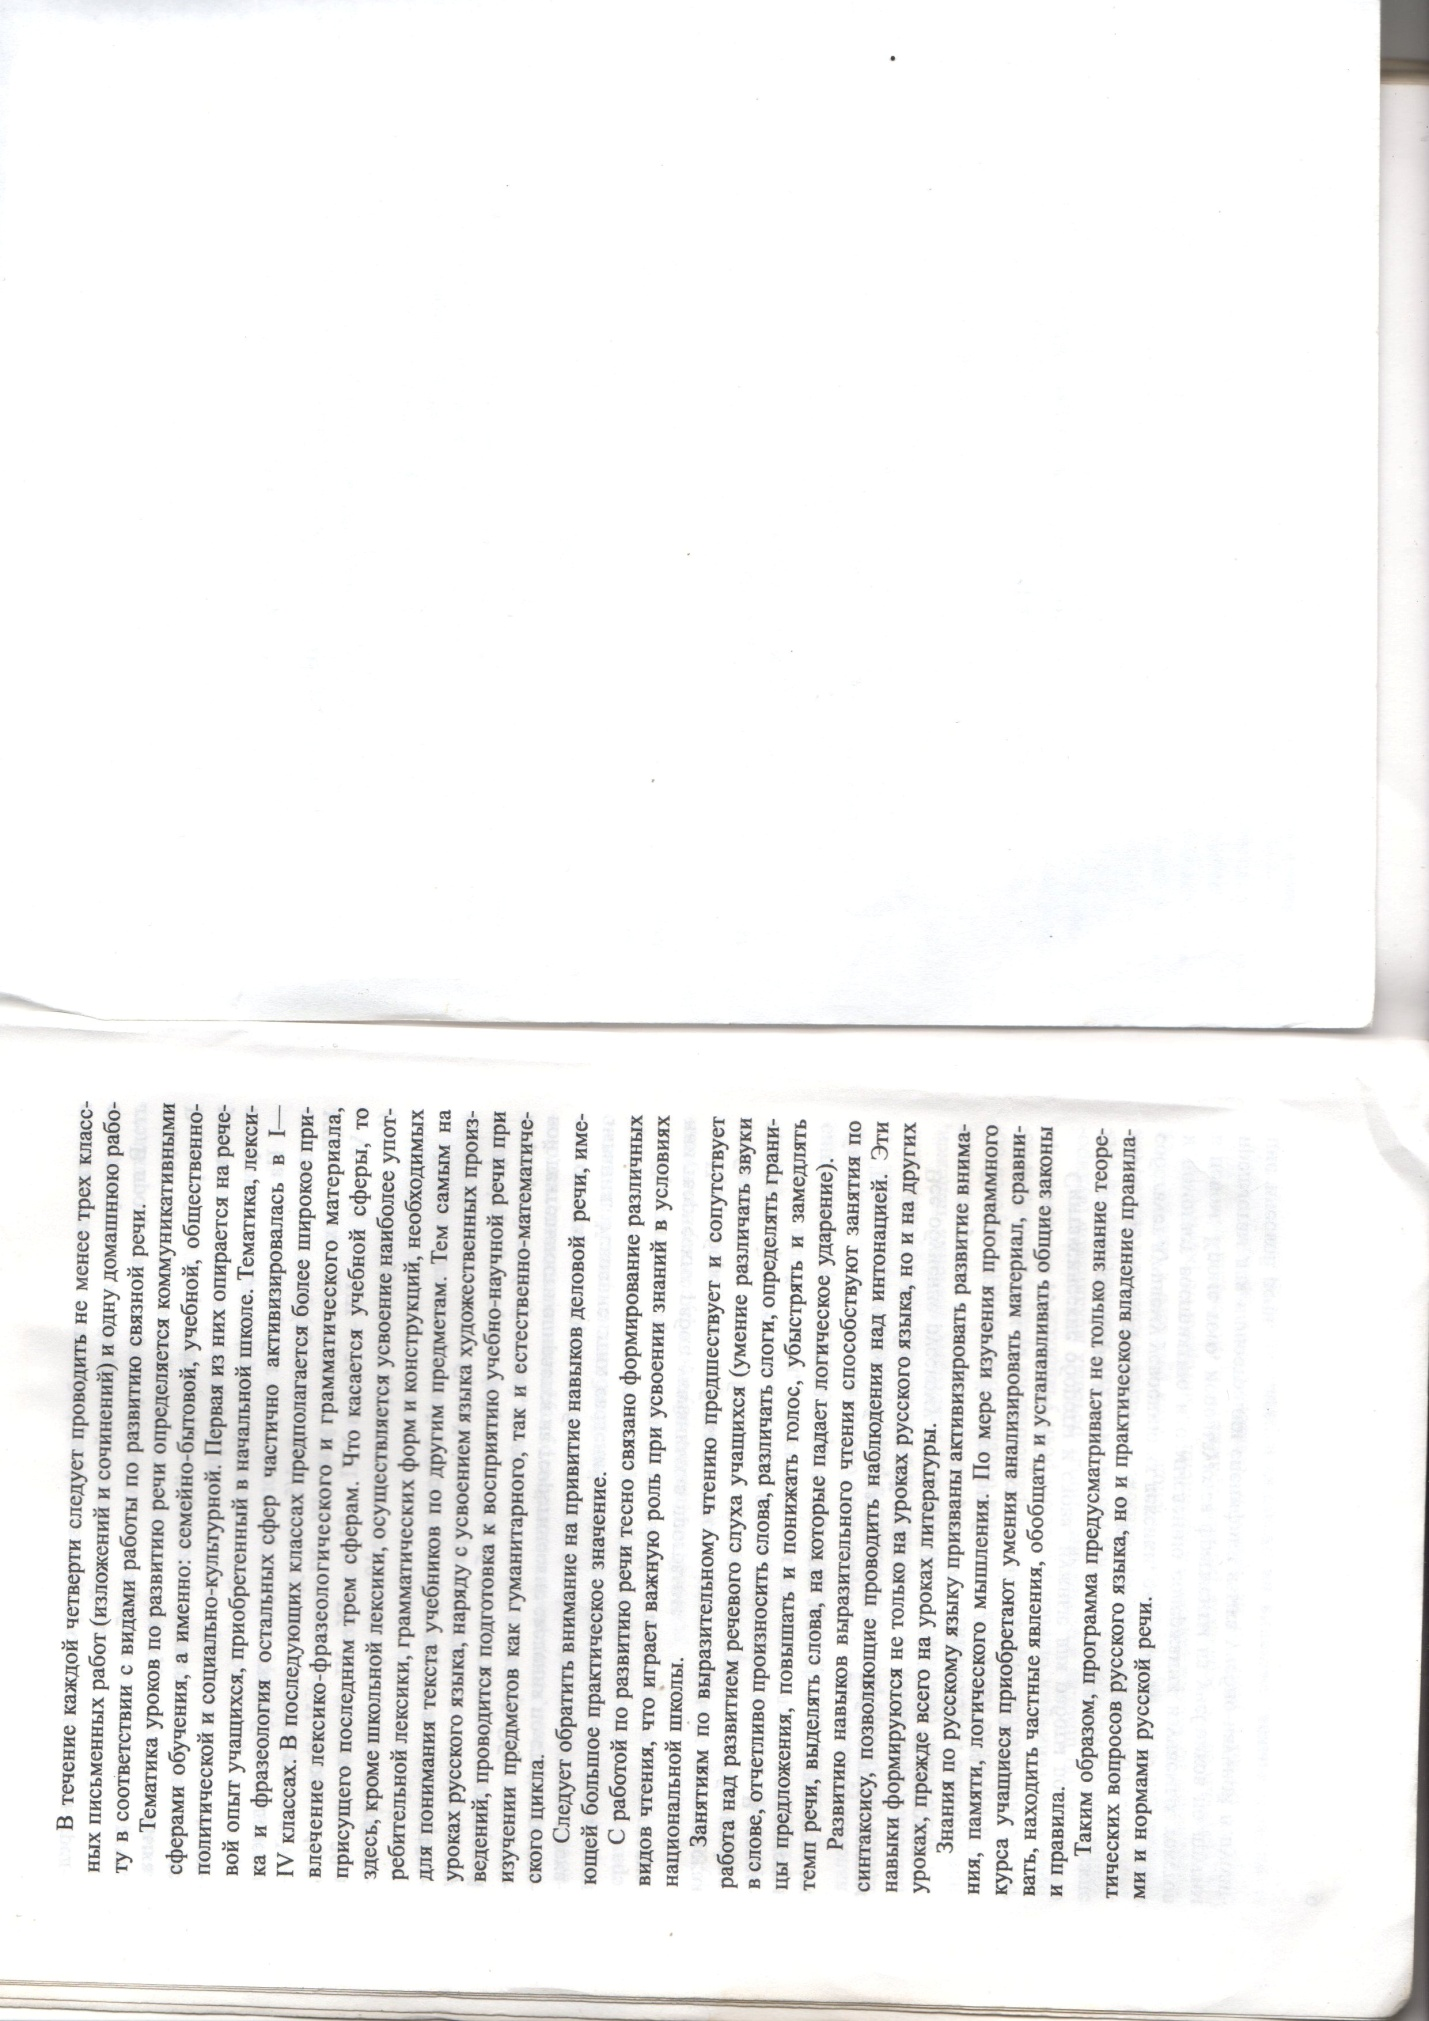 В течение каждой четверти следует проводить не менее трех класс-
ных письменных работ (изложений и сочинений) и одну домашнюю рабо-
ту в соответствии с видами работы по развитию связной речи.
Тематика уроков по развитию речи определяется коммуникативными
сферами обучения, а именно: семейно-бытовой, учебной, общественно-
политической и социально-культурной. Первая из них опирается на рече-
вой опыт учащихся, приобретенный в начальной школе. Тематика, лекси-
ка и фразеология остальных сфер частично активизировалась в I—
IV классах. В последующих классах предполагается более широкое при-
влечение лексико-фразеологического и грамматического материала,
присущего последним трем сферам. Что касается учебной сферы, то
здесь, кроме школьной лексики, осуществляется усвоение наиболее упот-
ребительной лексики, грамматических форм и конструкций, необходимых
для понимания текста учебников по другим предметам. Тем самым на
уроках русского языка, наряду с усвоением языка художественных произ-
ведений, проводится подготовка к восприятию учебно-научной речи при
изучении предметов как гуманитарного, так и естественно-математиче-
ского цикла.
Следует обратить внимание на привитие навыков деловой речи, име-
ющей большое практическое значение.
С работой по развитию речи тесно связано формирование различных
видов чтения, что играет важную роль при усвоении знаний в условиях
национальной школы.
Занятиям по выразительному чтению предшествует и сопутствует
работа над развитием речевого слуха учащихся (умение различать звуки
в слове, отчетливо произносить слова, различать слоги, определять грани-
цы предложения, повышать и понижать голос, убыстрять и замедлять
темп речи, выделять слова, на которые падает логическое ударение).
Развитию навыков выразительного чтения способствуют занятия по
синтаксису, позволяющие проводить наблюдения над интонацией. Эти
навыки формируются не только на уроках русского языка, но и на других
уроках, прежде всего на уроках литературы.
Знания по русскому языку призваны активизировать развитие внима-
ния, памяти, логического мышления. По мере изучения программного
курса учащиеся приобретают умения анализировать материал, сравни-
вать, находить частные явления, обобщать и устанавливать общие законы
и правила.
Таким образом, программа предусматривает не только знание теоре-
тических вопросов русского языка, но и практическое владение правила-
ми и нормами русской речи.